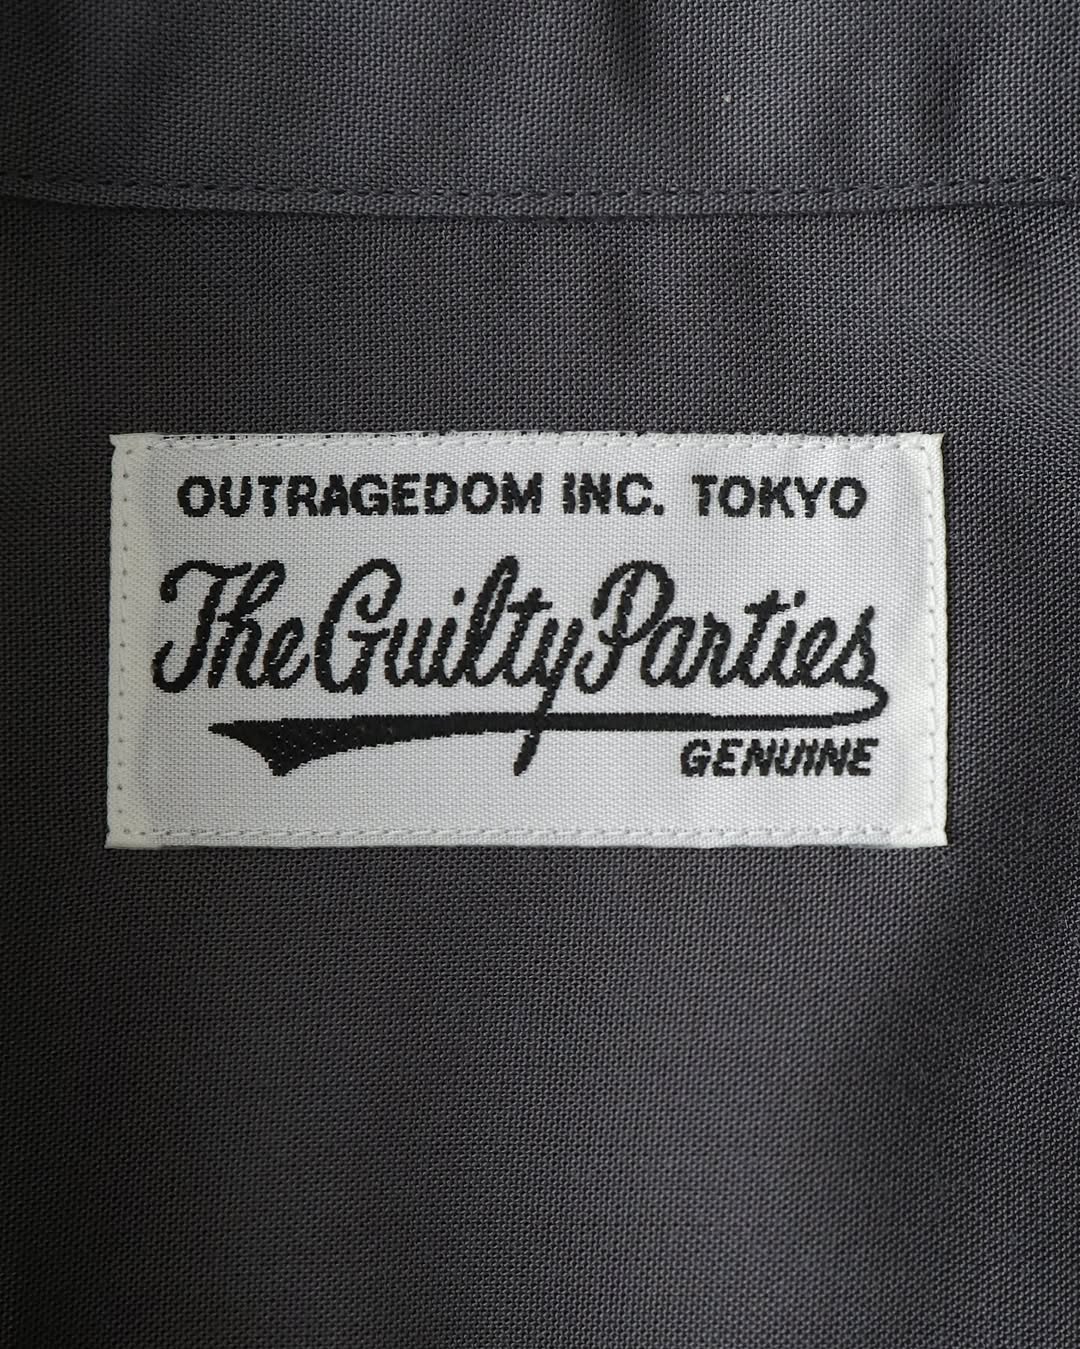 OUTRAGEDOM INC. TOKYO
The Guilty Parties
GENUINE